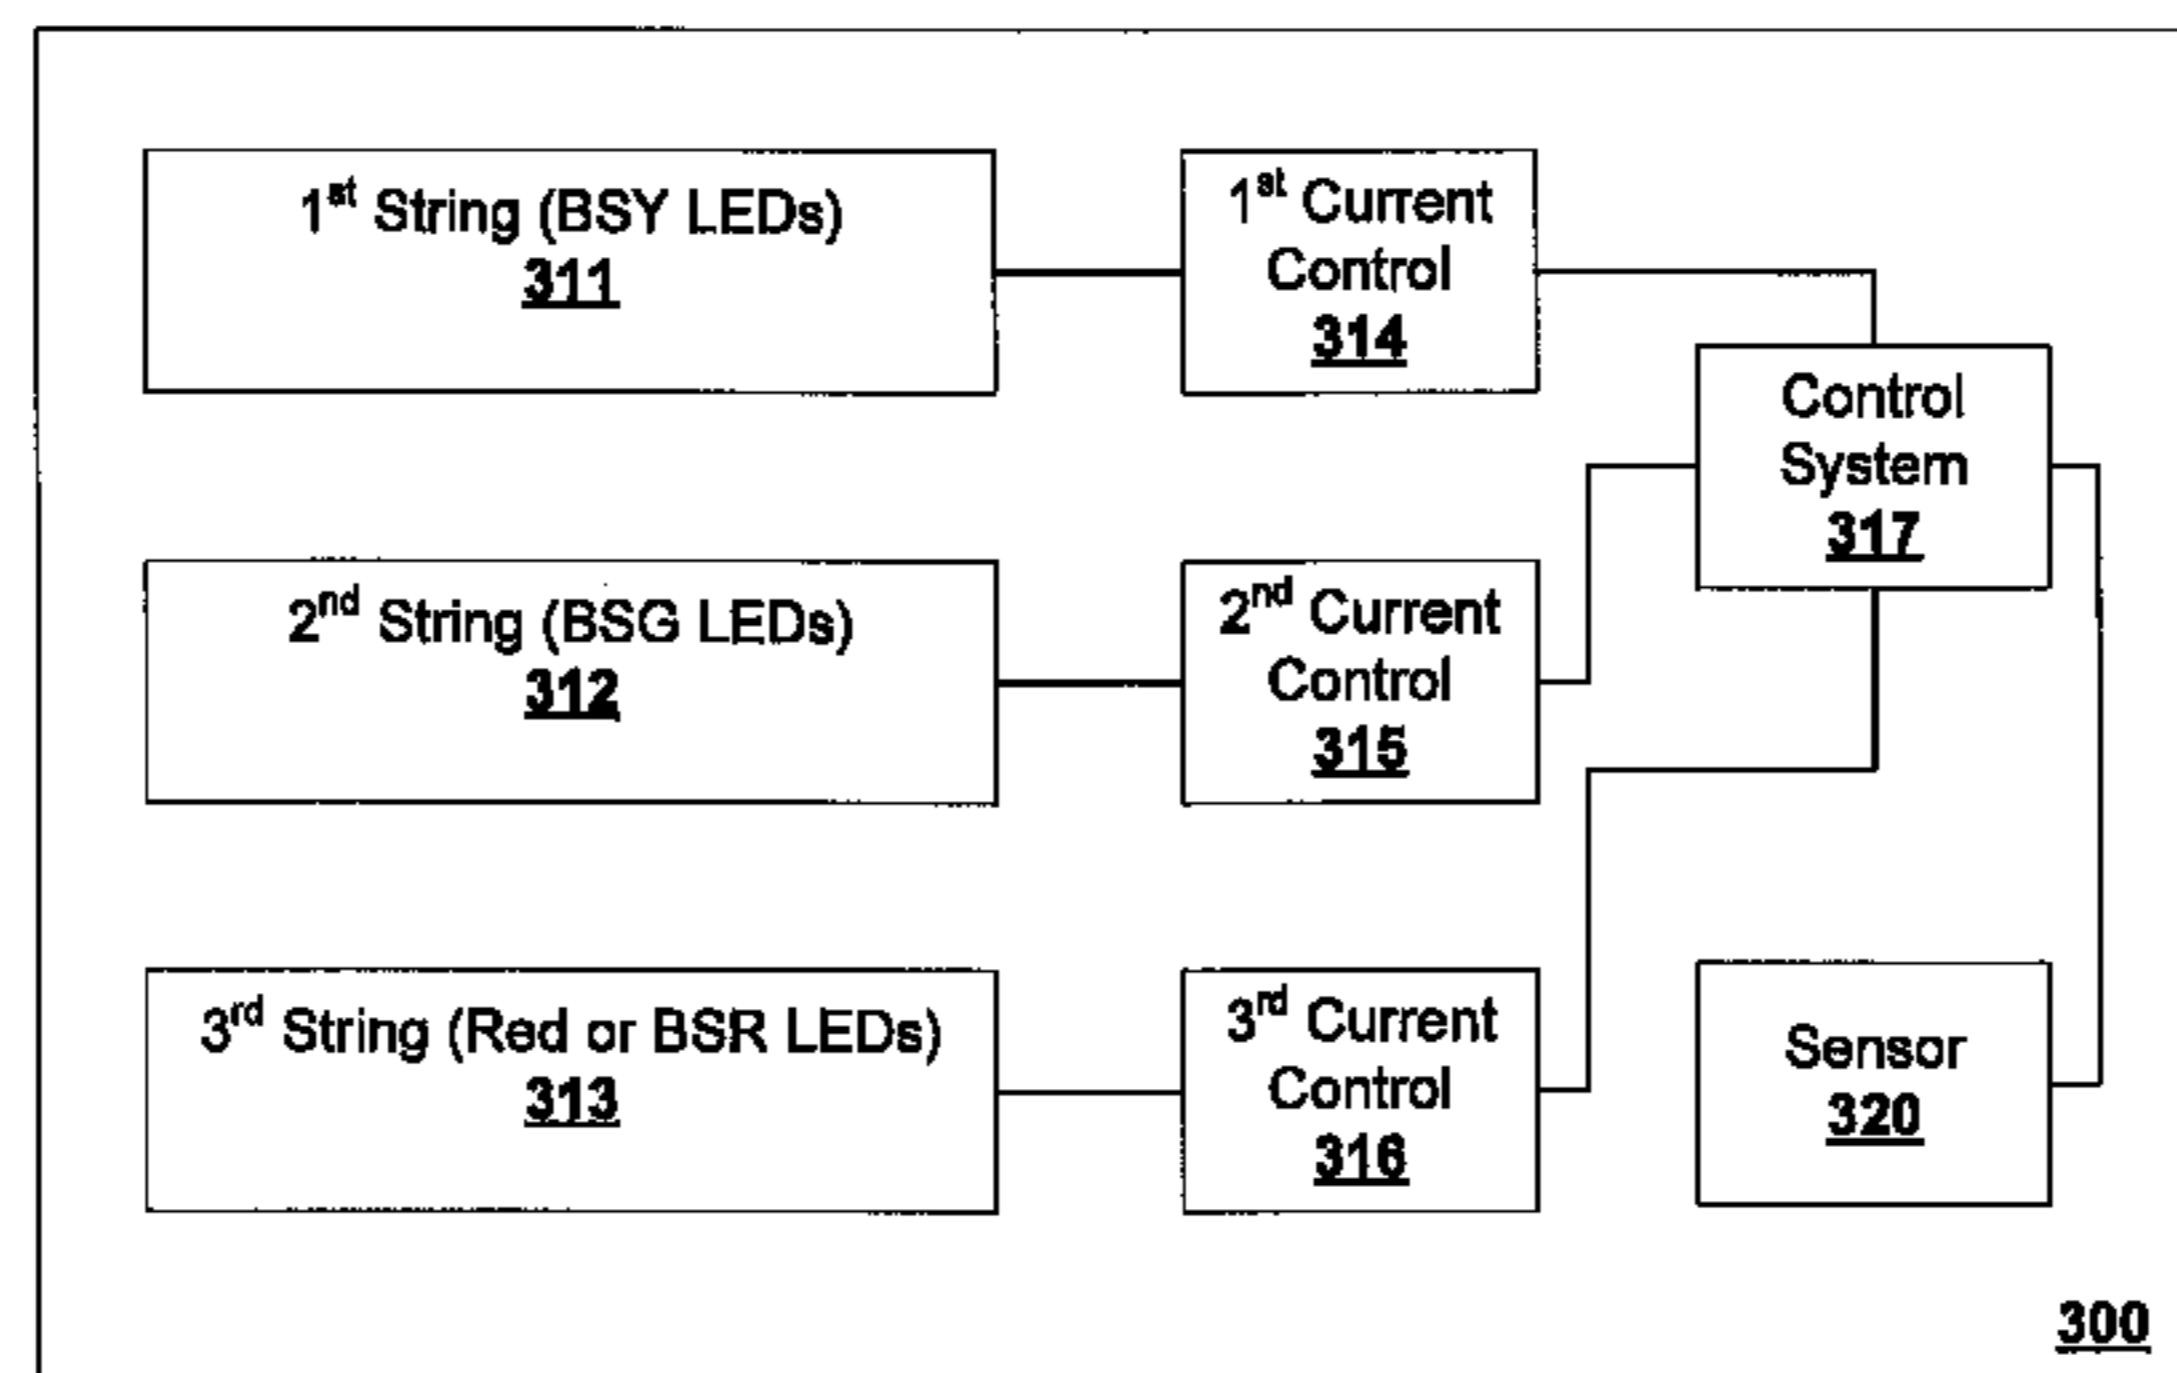 1st String (BSY LEDs)
311
1st Current
Control
314
Control
System
317
2nd String (BSG LEDs)
312
2nd Current
Control
315
3rd String (Red or BSR LEDs)
313
3rd Current
Control
316
Sensor
320
300